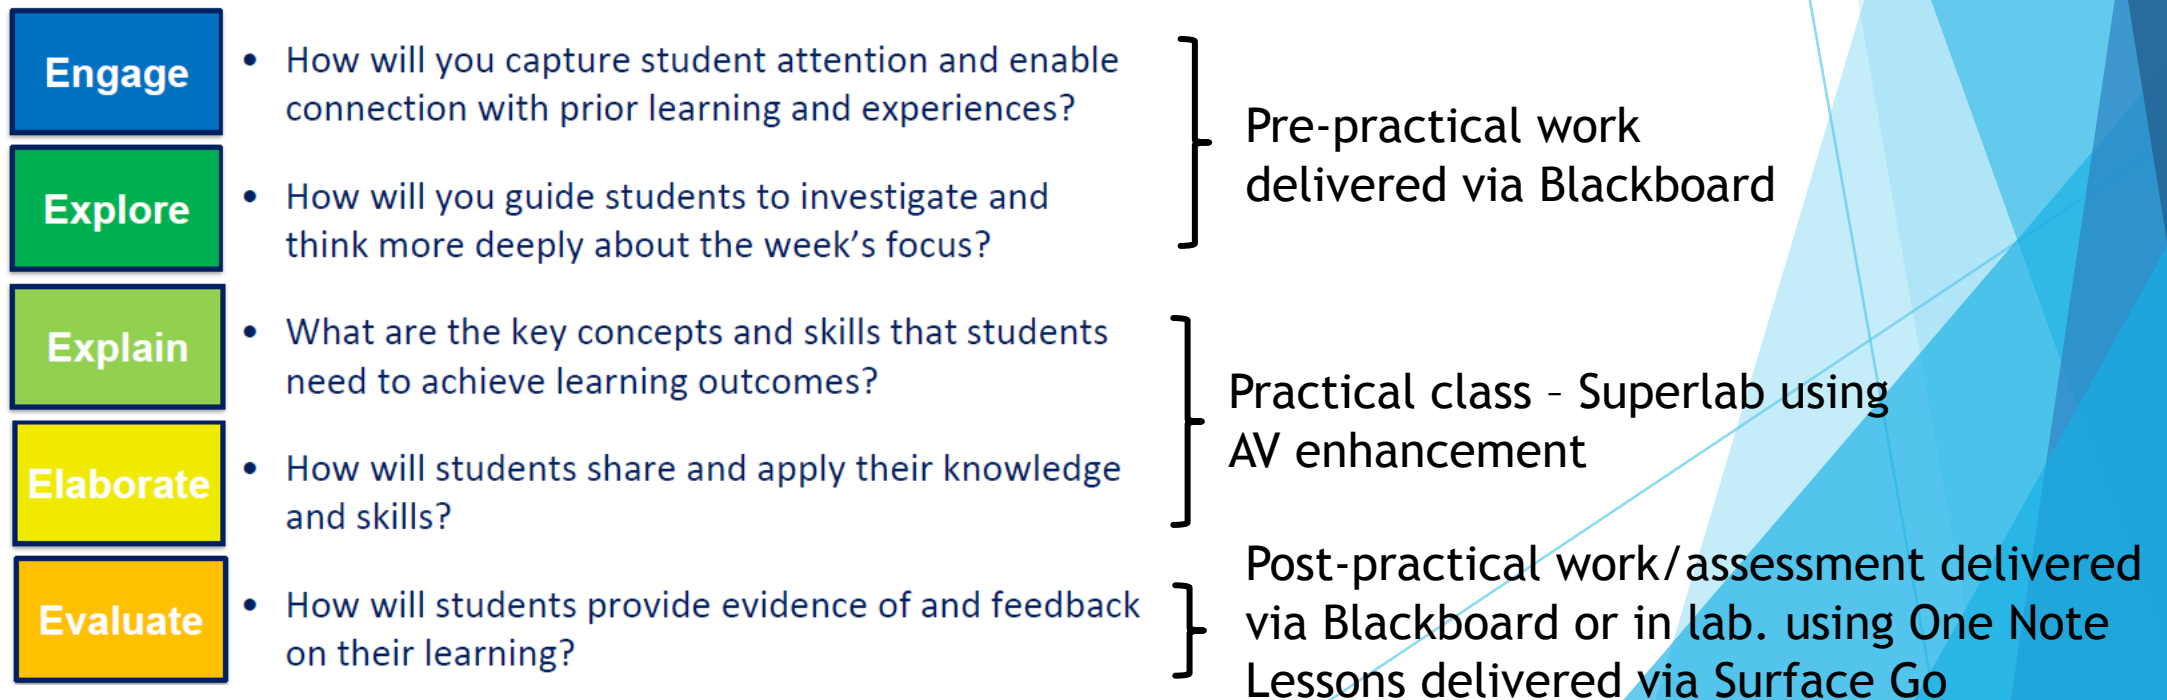 Engage
• How will you capture student attention and enable
connection with prior learning and experiences?
Pre-practical work
delivered via Blackboard
Explore
• How will you guide students to investigate and
think more deeply about the week’s focus?
Explain
• What are the key concepts and skills that students
need to achieve learning outcomes?
Practical class – Superlab using
AV enhancement
Elaborate
• How will students share and apply their knowledge
and skills?
Evaluate
• How will students provide evidence of and feedback
on their learning?
Post-practical work/assessment delivered
via Blackboard or in lab. using One Note
Lessons delivered via Surface Go